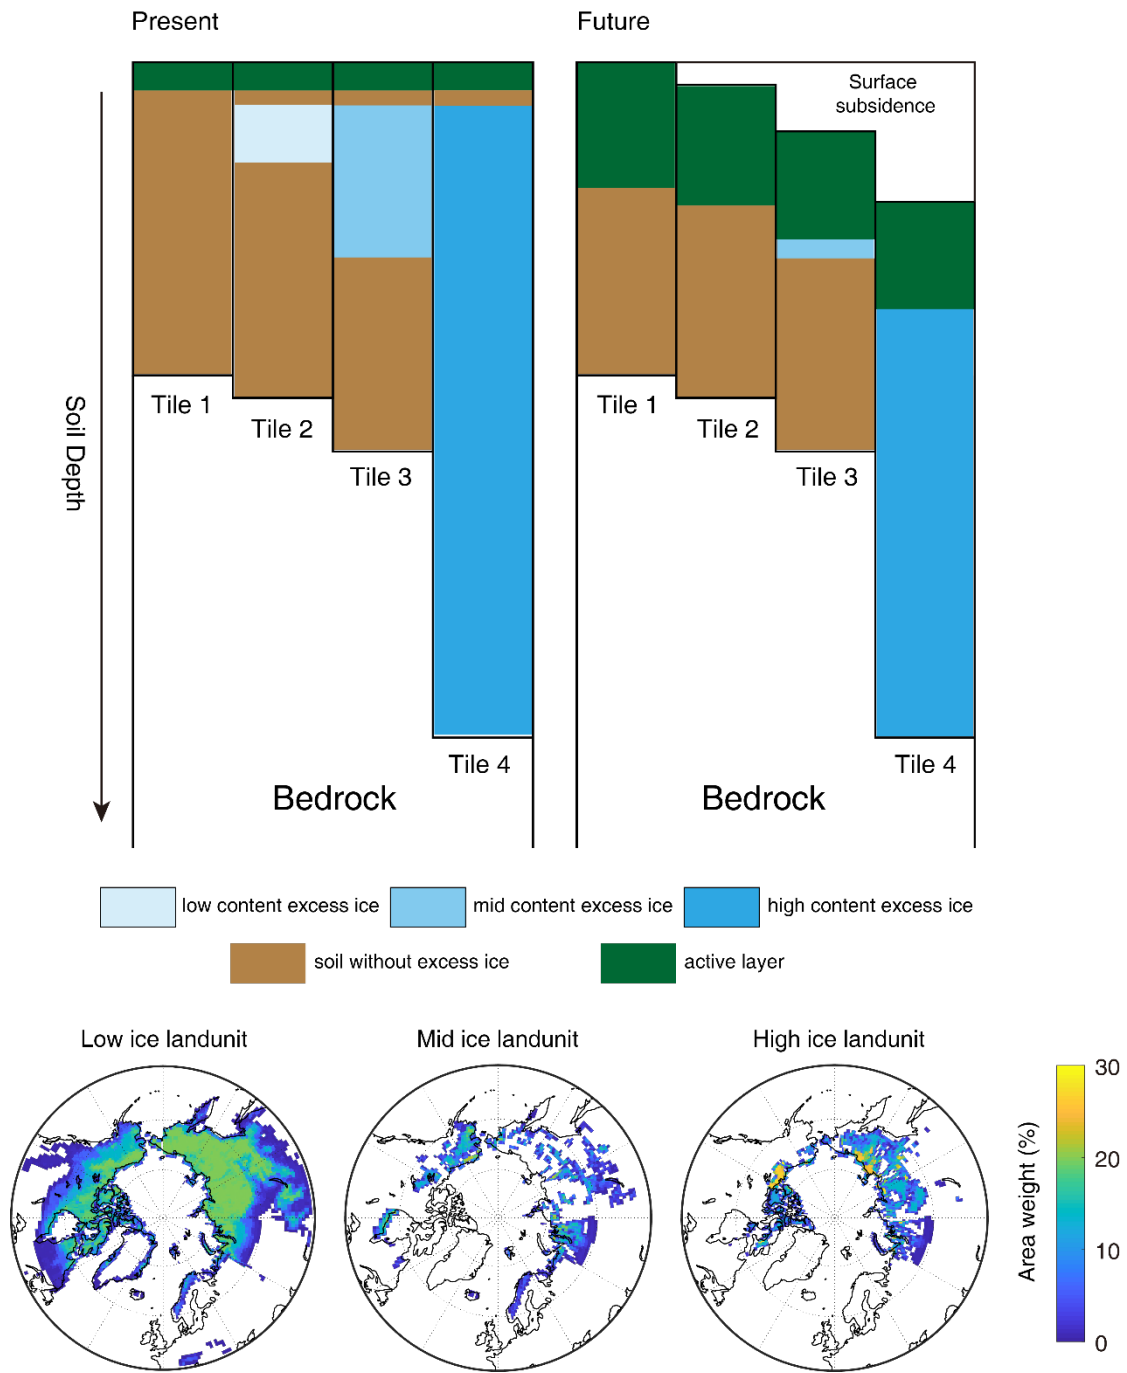 Present
Future
Surface
subsidence
Soil Depth
Tile 1
Tile 2
Tile 3
Tile 4
Bedrock
Tile 1
Tile 2
Tile 3
Tile 4
Bedrock
low content excess ice
mid content excess ice
high content excess ice
soil without excess ice
active layer
Low ice landunit
Mid ice landunit
High ice landunit
30
20
10
0
Area weight (%)